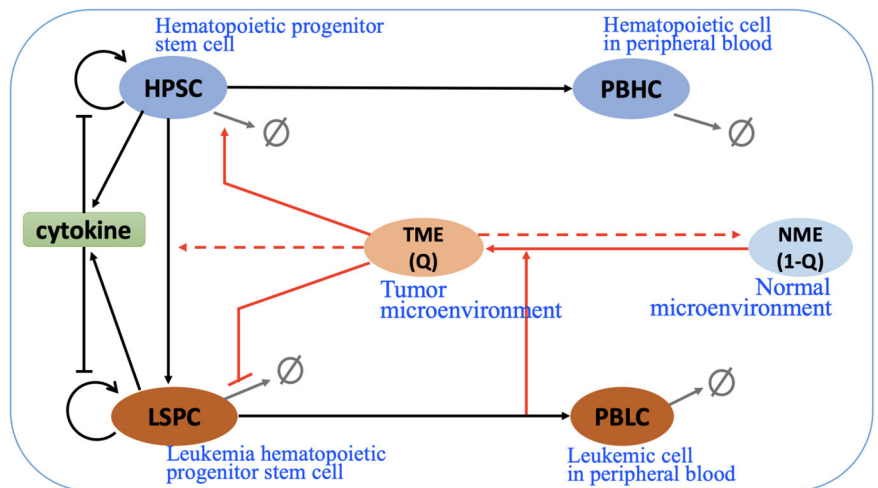 Hematopoietic progenitor
stem cell
Hematopoietic cell
in peripheral blood
HPSC
PBHC
∅
∅
cytokine
TME
(Q)
NME
(1-Q)
Tumor
microenvironment
Normal
microenvironment
∅
∅
LSPC
PBLC
Leukemia hematopoietic
progenitor stem cell
Leukemic cell
in peripheral blood